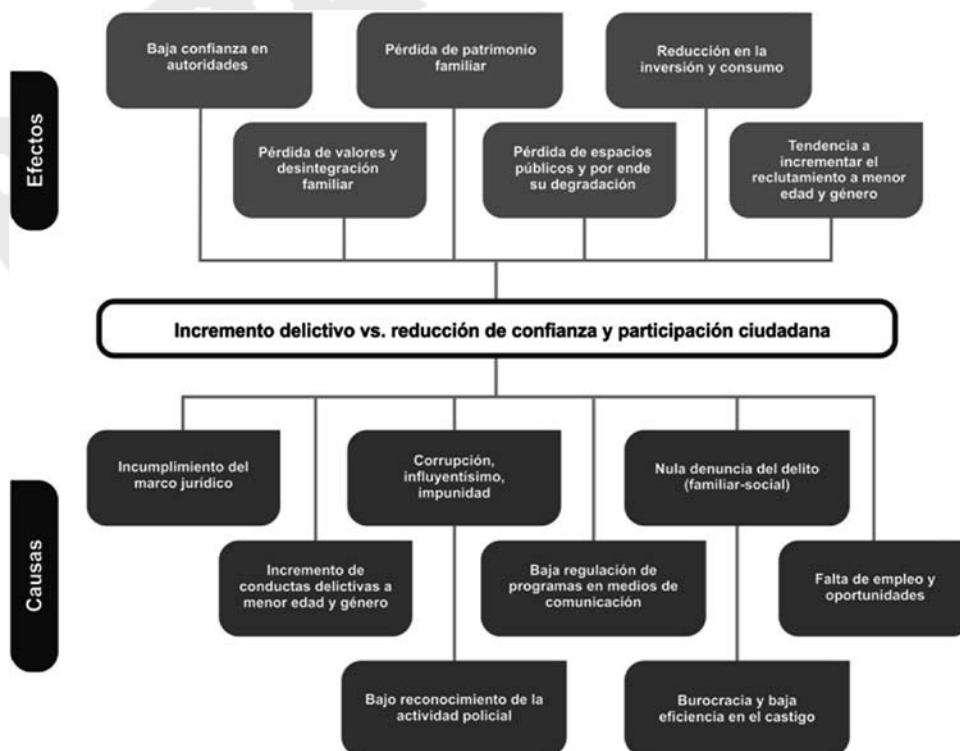 Efectos
Baja confianza en
autoridades
Pérdida de patrimonio
familiar
Reducción en la
inversión y consumo
Pérdida de valores y
desintegración
familiar
Pérdida de espacios
públicos y por ende
su degradación
Tendencia a
incrementar el
reclutamiento a menor
edad y género
Incremento delictivo vs. reducción de confianza y participación ciudadana
Causas
Incumplimiento del
marco jurídico
Corrupción,
influyentísimo,
impunidad
Nula denuncia del delito
(familiar-social)
Incremento de
conductas delictivas a
menor edad y género
Baja regulación de
programas en medios de
comunicación
Falta de empleo y
oportunidades
Bajo reconocimiento de la
actividad policial
Burocracia y baja
eficiencia en el castigo